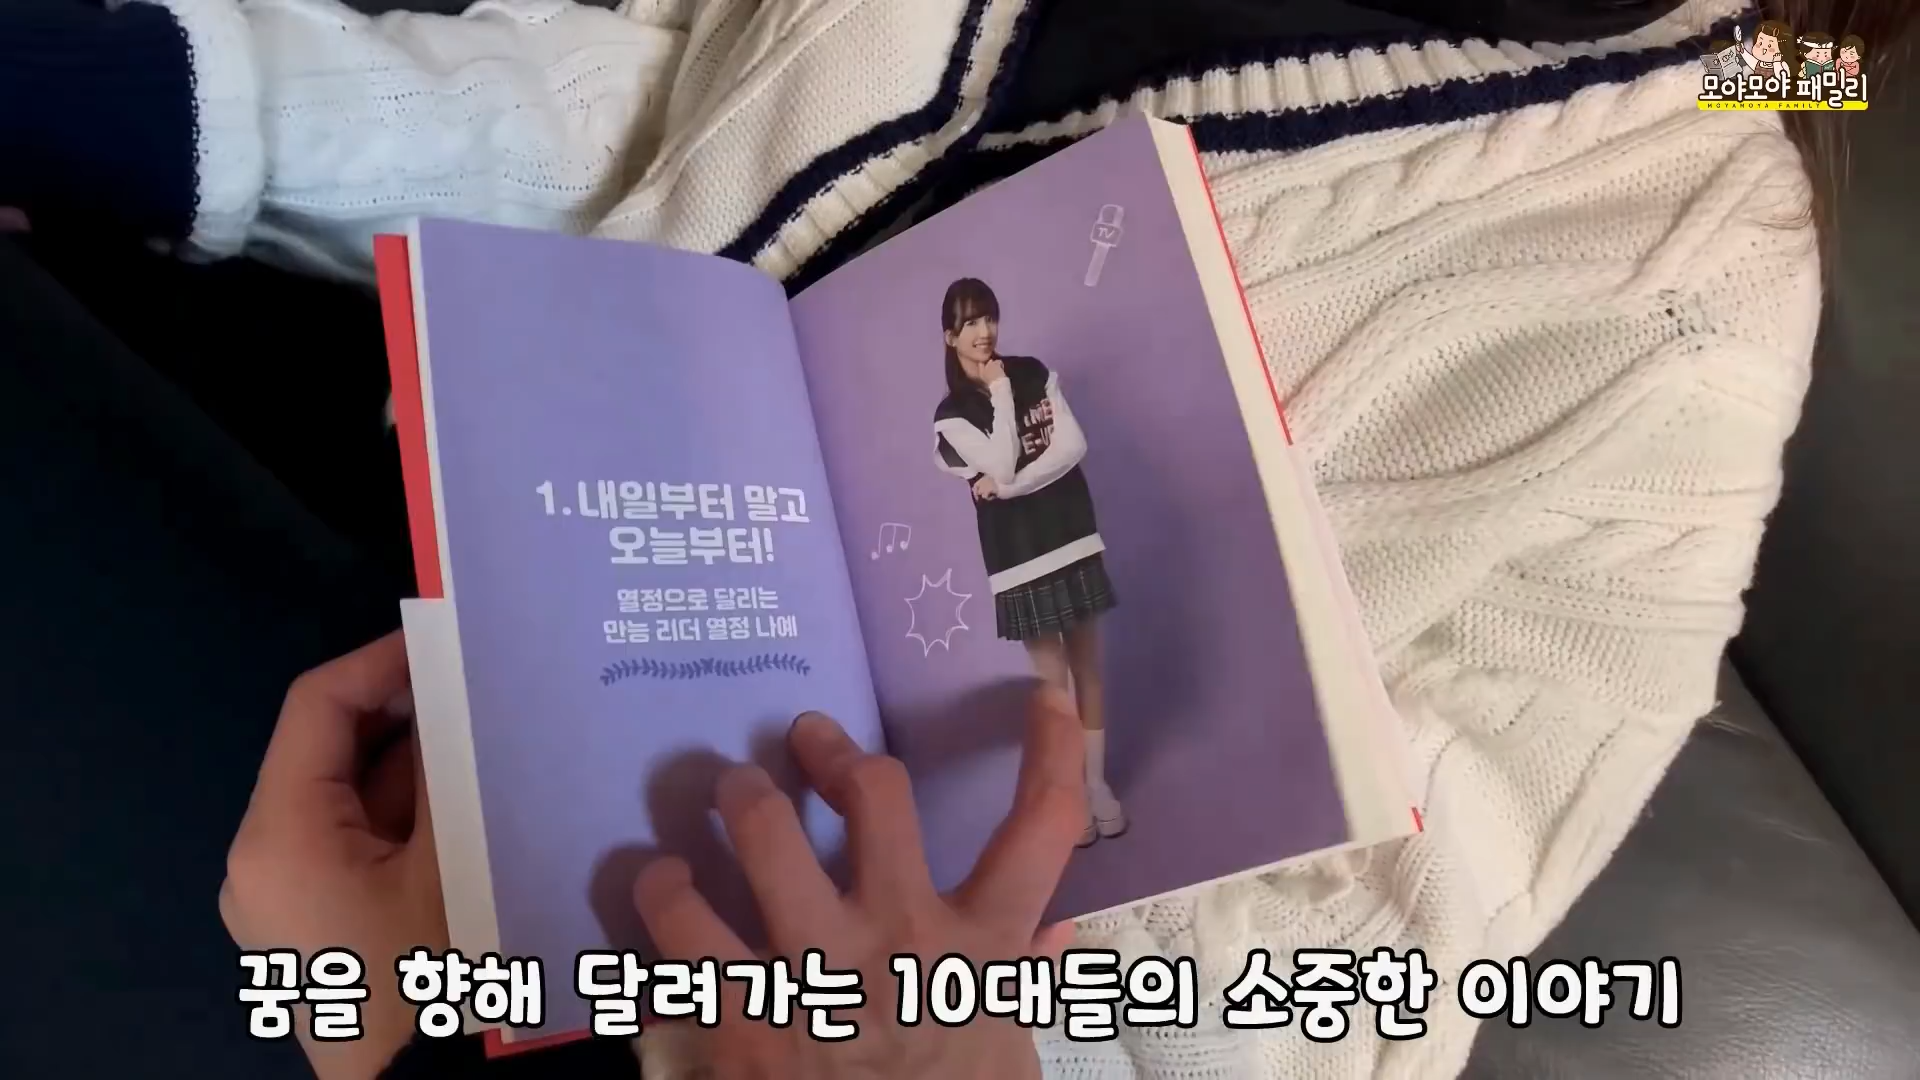 모야모야 패밀리
MOYAMOYA FAMILY
TV
1. 내일부터 말고
오늘부터!
열정으로 달리는
만능 리더 열정 나예
꿈을 향해 달려가는 10대들의 소중한 이야기